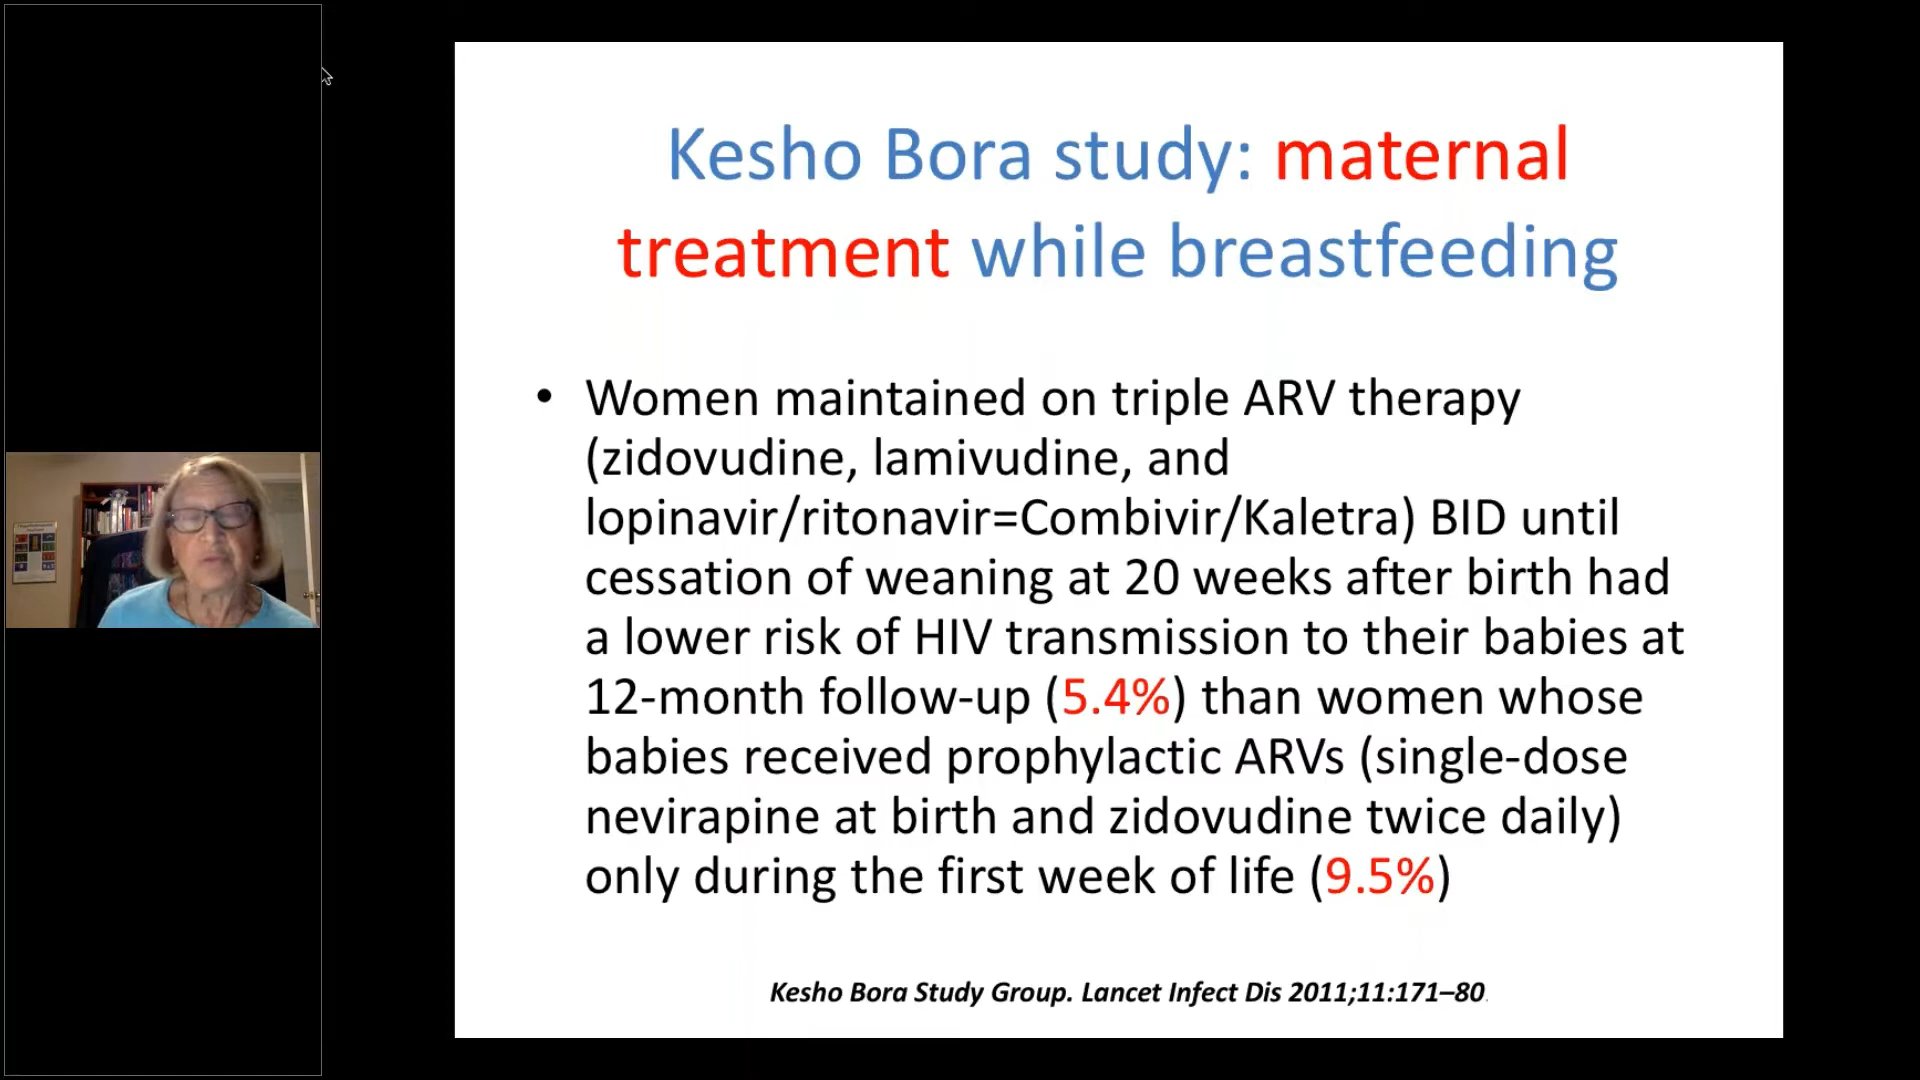 Kesho Bora study: maternal
treatment while breastfeeding
• Women maintained on triple ARV therapy
(zidovudine, lamivudine, and
lopinavir/ritonavir=Combivir/Kaletra) BID until
cessation of weaning at 20 weeks after birth had
a lower risk of HIV transmission to their babies at
12-month follow-up (5.4%) than women whose
babies received prophylactic ARVs (single-dose
nevirapine at birth and zidovudine twice daily)
only during the first week of life (9.5%)
Kesho Bora Study Group. Lancet Infect Dis 2011;11:171–80.